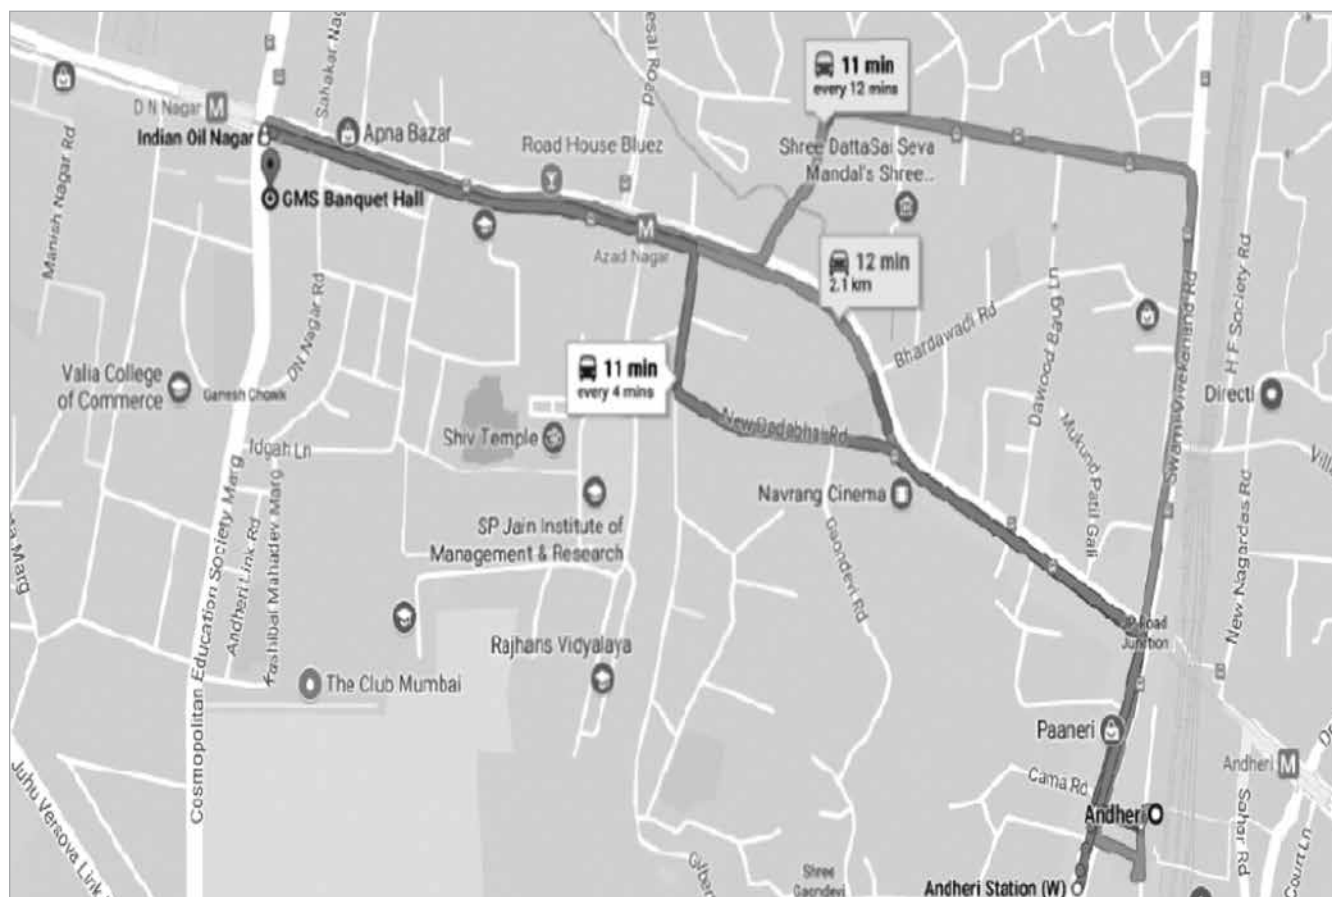 esai Road
Sahakar Na
11 min
every 12 mins
D N Nagar
M
Indian Oil Nagar
Apna Bazar
Road House Bluez
Shree DattaSai Seva
Mandal's Shree..
GMS Banquet Hall
Manish Nagar Rd
M
Azad Nagar
12 min
2.1 km
H F Society Rd
Swami Vivekanand Rd
Dawood Baug Ln
Bhardawadi Rd
DN Nagar Rd
11 min
every 4 mins
Valia College
of Commerce
Ganesh Chowk
Directi
New Dadabhai Rd
Shiv Temple
Idgah Ln
Mukund Patil Gali
Navrang Cinema
SP Jain Institute of
Management & Research
Gaondevi Rd
New Nagardas Rd
Cosmopolitan Education Society Marg
Andheri Link Rd
Yashibai Mahadev Marg
JP Road
Junction
Rajhans Vidyalaya
The Club Mumbai
Paaneri
Andheri
M
Cama Rd
Juhu Versova Link
Andheri
Sahar Rd
Court Ln
Shree
Gaondevi
Andheri Station (W)
Gilber